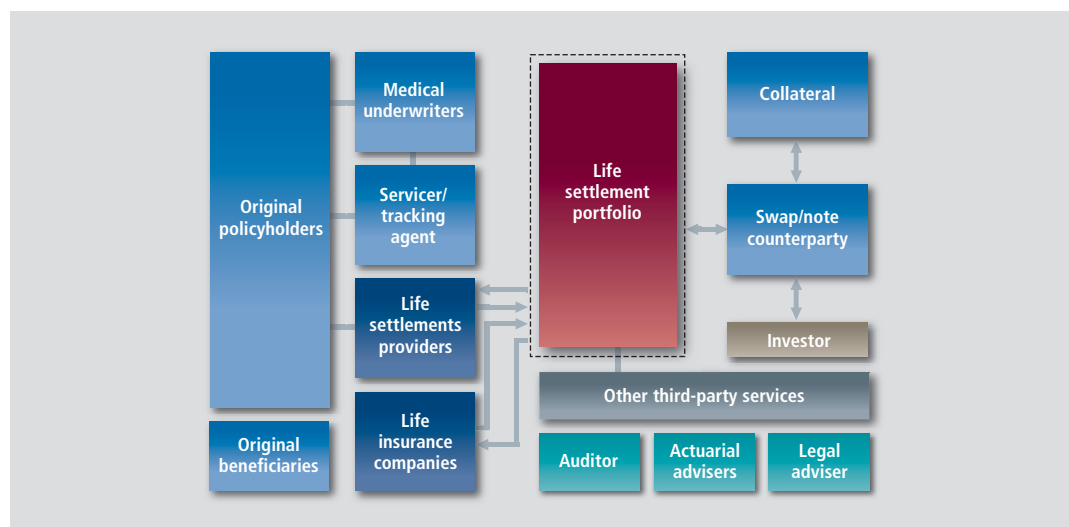 Original
policyholders
Original
beneficiaries
Medical
underwriters
Servicer/
tracking
agent
Life
settlements
providers
Life
insurance
companies
Life
settlement
portfolio
Collateral
Swap/note
counterparty
Investor
Other third-party services
Auditor
Actuarial
advisers
Legal
adviser